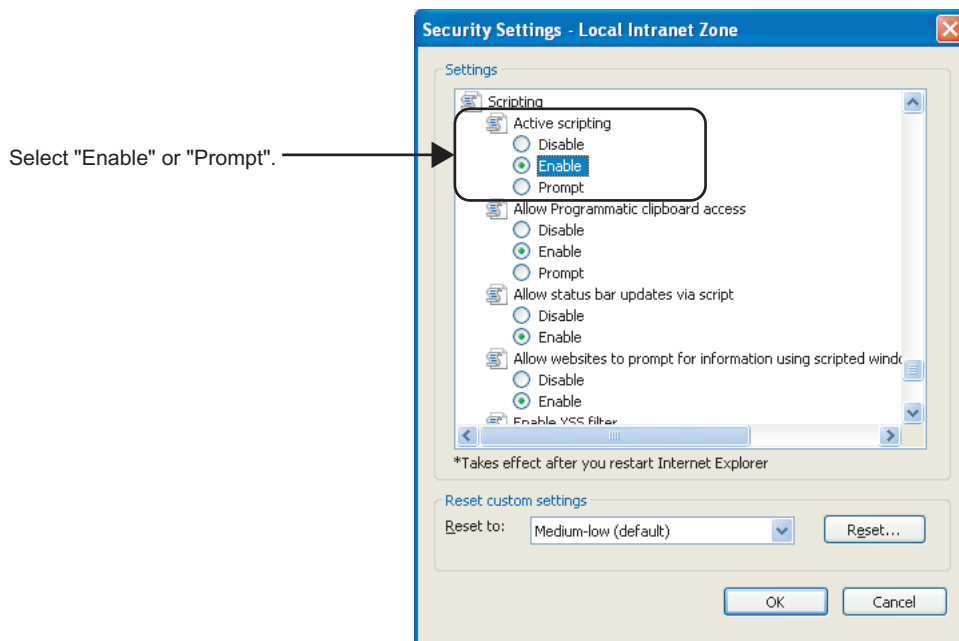 Security Settings - Local Intranet Zone
Settings
Scripting
Active scripting
Disable
Select "Enable" or "Prompt".
Enable
Prompt
Allow Programmatic clipboard access
Disable
Enable
Prompt
Allow status bar updates via script
Disable
Enable
Allow websites to prompt for information using scripted windo
Disable
Enable
Enable XSS filter
*Takes effect after you restart Internet Explorer
Reset custom settings
Reset to:
Medium-low (default)
Reset...
OK
Cancel